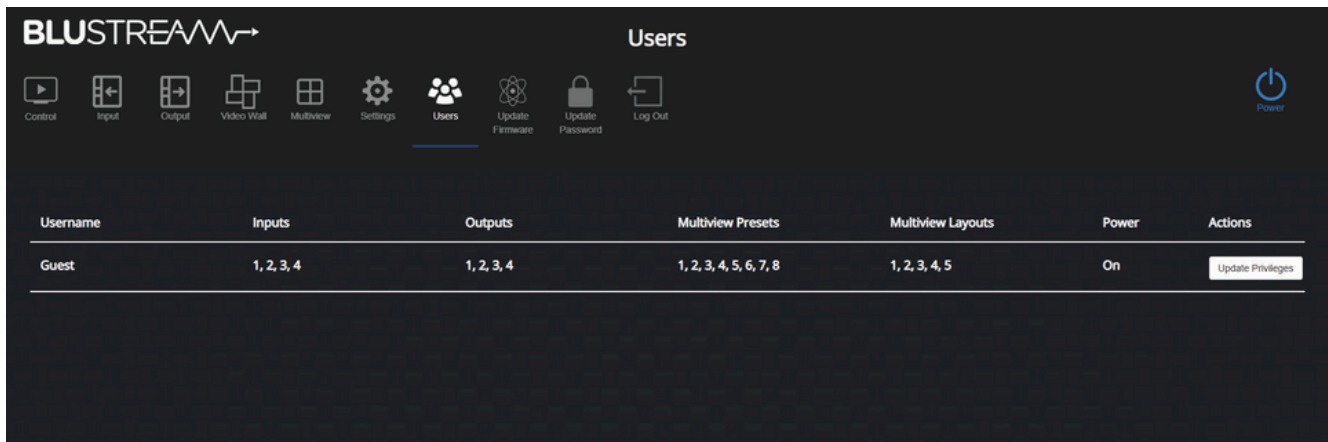 BLUSTREAM
Users
Control
Input
Output
Video Wall
Multiview
Settings
Users
Update
Firmware
Update
Password
Log Out
Power
Username Inputs Outputs Multiview Presets Multiview Layouts Power Actions
Guest 1, 2, 3, 4 1, 2, 3, 4 1, 2, 3, 4, 5, 6, 7, 8 1, 2, 3, 4, 5 On Update Privileges